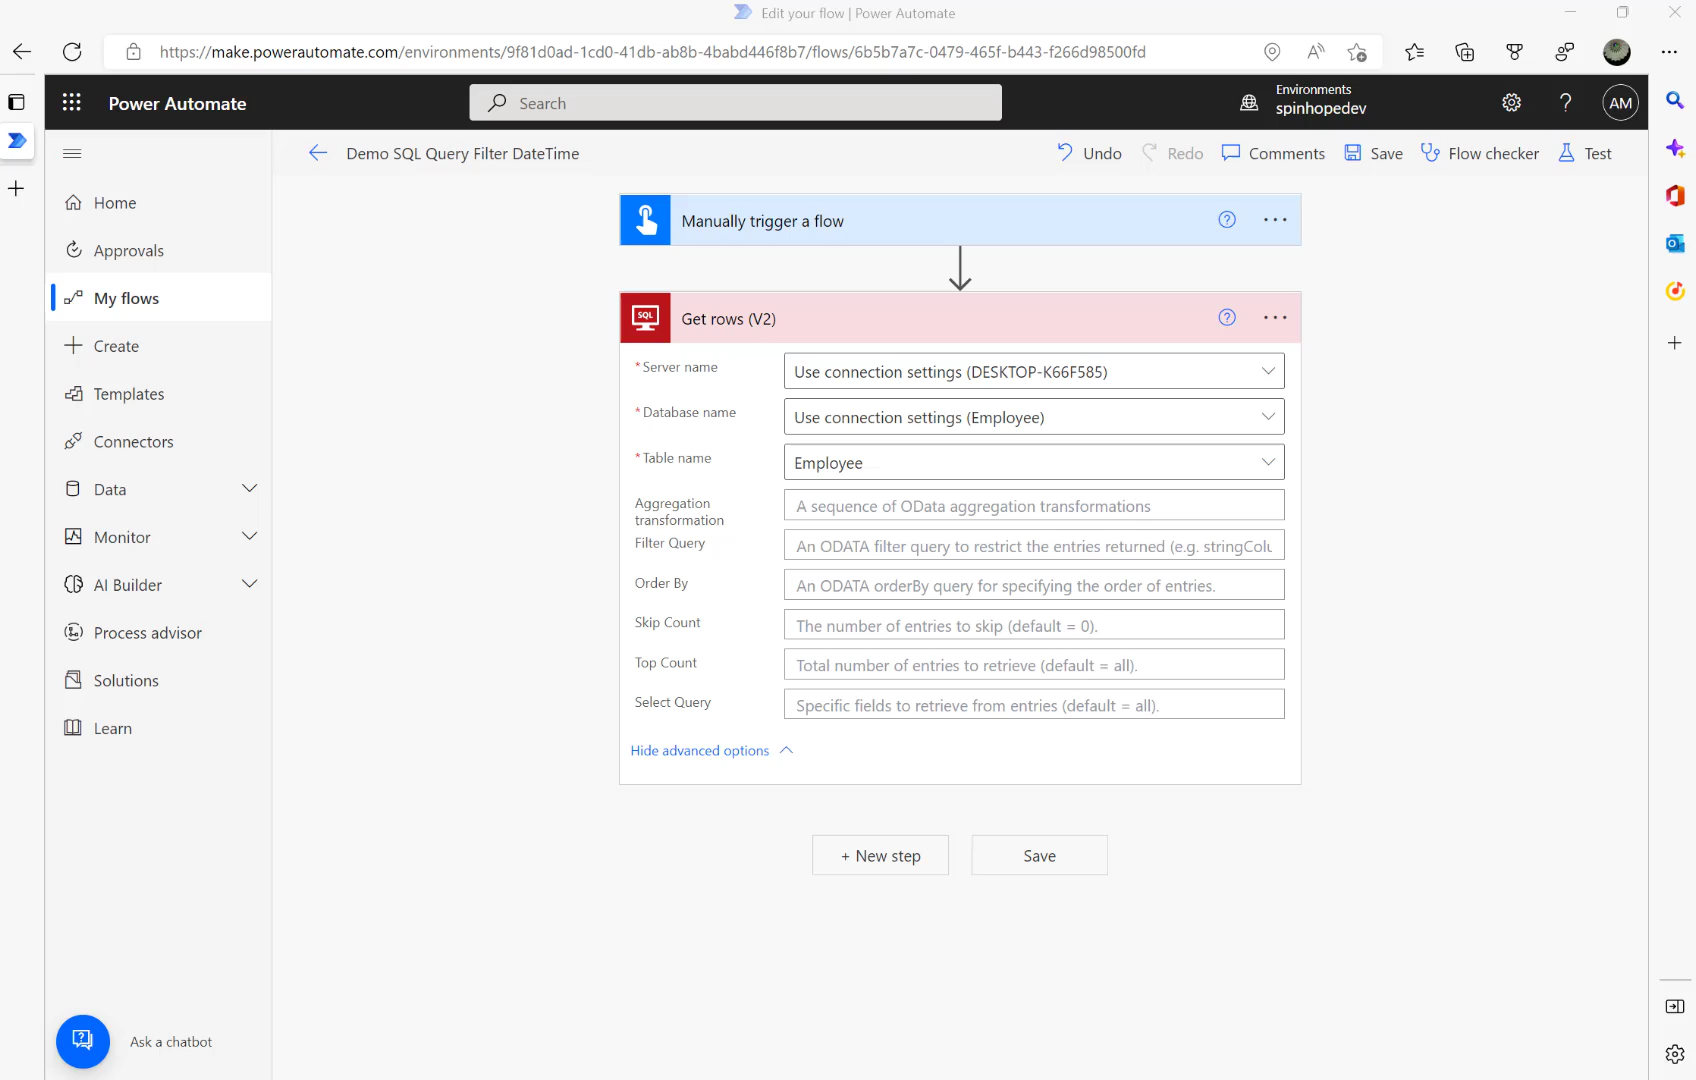 Edit your flow | Power Automate
https://make.powerautomate.com/environments/9f81d0ad-1cd0-41db-ab8b-4babd446f8b7/flows/6b5b7a7c-0479-465f-b443-f266d98500fd
Power Automate
Search
Environments
spinhopedev
AM
Demo SQL Query Filter DateTime
Undo
Redo
Comments
Save
Flow checker
Test
Home
Approvals
My flows
Create
Templates
Connectors
Data
Monitor
AI Builder
Process advisor
Solutions
Learn
Ask a chatbot
Manually trigger a flow
SQL
Get rows (V2)
* Server name
Use connection settings (DESKTOP-K66F585)
* Database name
Use connection settings (Employee)
* Table name
Employee
Aggregation
transformation
A sequence of OData aggregation transformations
Filter Query
An ODATA filter query to restrict the entries returned (e.g. stringColu
Order By
An ODATA orderBy query for specifying the order of entries.
Skip Count
The number of entries to skip (default = 0).
Top Count
Total number of entries to retrieve (default = all).
Select Query
Specific fields to retrieve from entries (default = all).
Hide advanced options
+ New step
Save